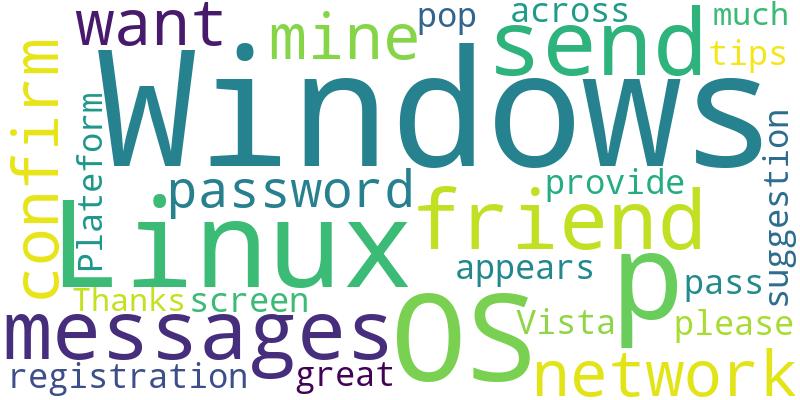 want
mine
pop
across
much
send
tips
Windows
confirm
Plateform
suggestion
password
provide
Linux
friend
p
appears
pass
Thanks
screen
OS
Vista
please
messages
registration
great
network